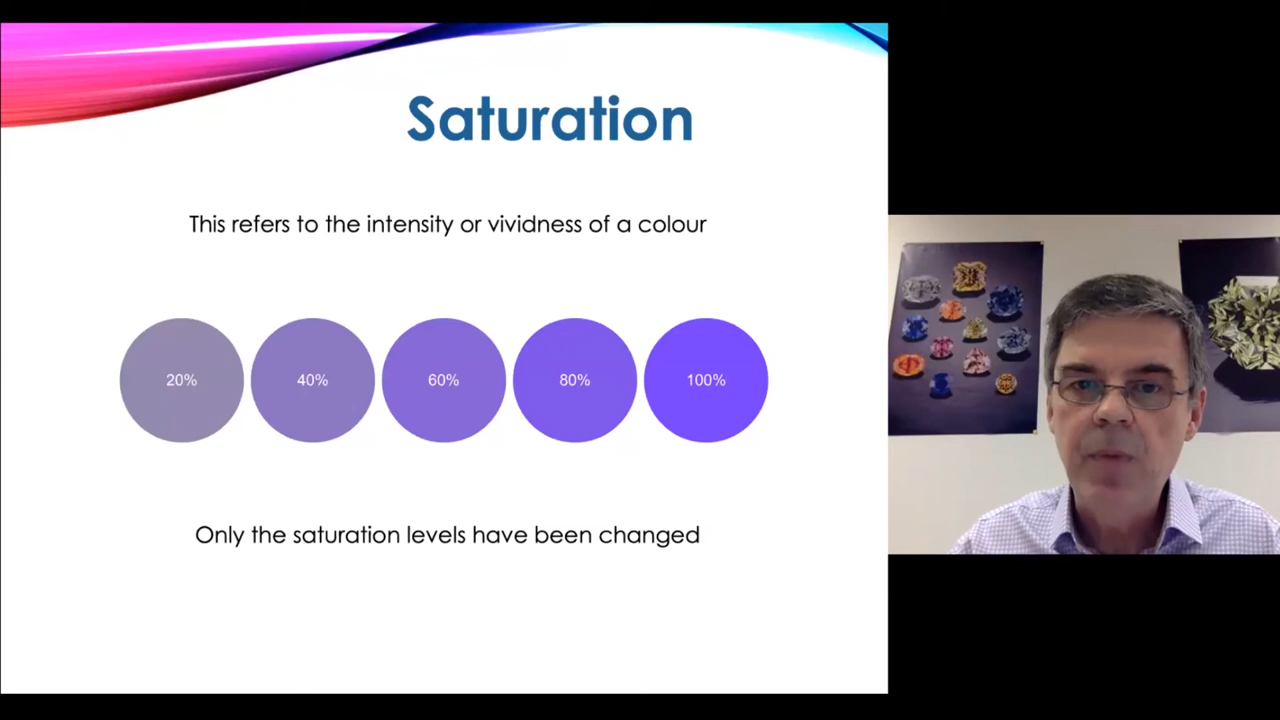 Saturation
This refers to the intensity or vividness of a colour
20% 40% 60% 80% 100%
Only the saturation levels have been changed